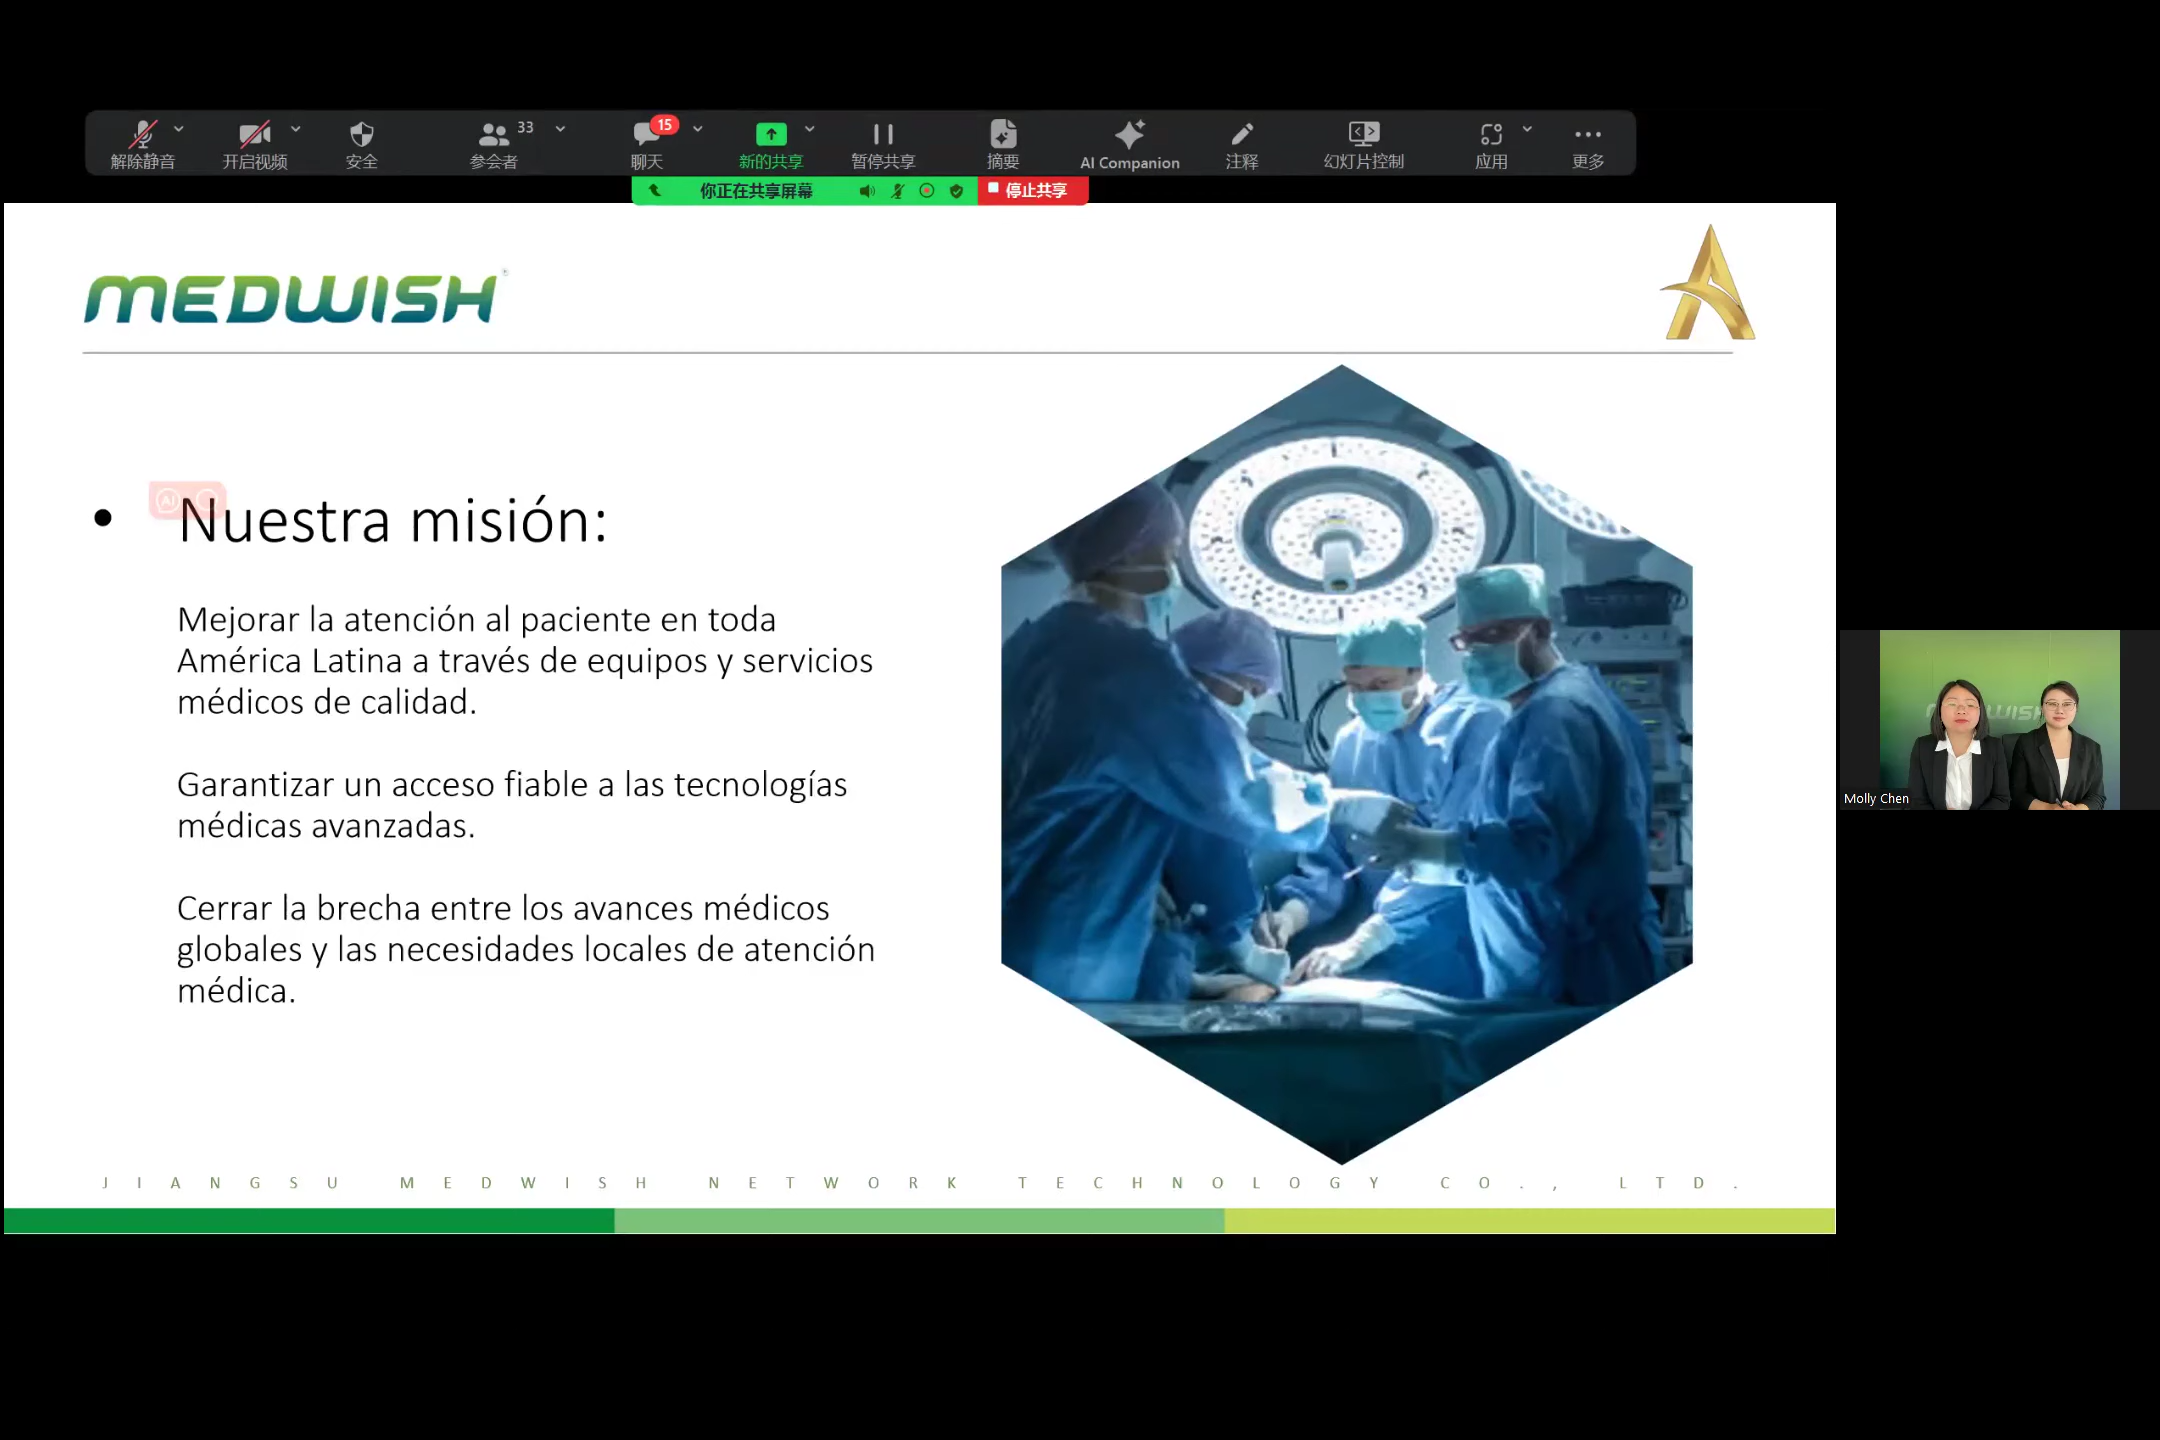 33
15
解除静音
开启视频
安全
参会者
聊天
新的共享
暂停共享
摘要
AI Companion
注释
幻灯片控制
应用
更多
你正在共享屏幕
停止共享
MEDWISH
• Nuestra misión:
Mejorar la atención al paciente en toda
América Latina a través de equipos y servicios
médicos de calidad.
Garantizar un acceso fiable a las tecnologías
médicas avanzadas.
Cerrar la brecha entre los avances médicos
globales y las necesidades locales de atención
médica.
Molly Chen
JIANGSU MEDWISH NETWORK TECHNOLOGY CO., LTD.